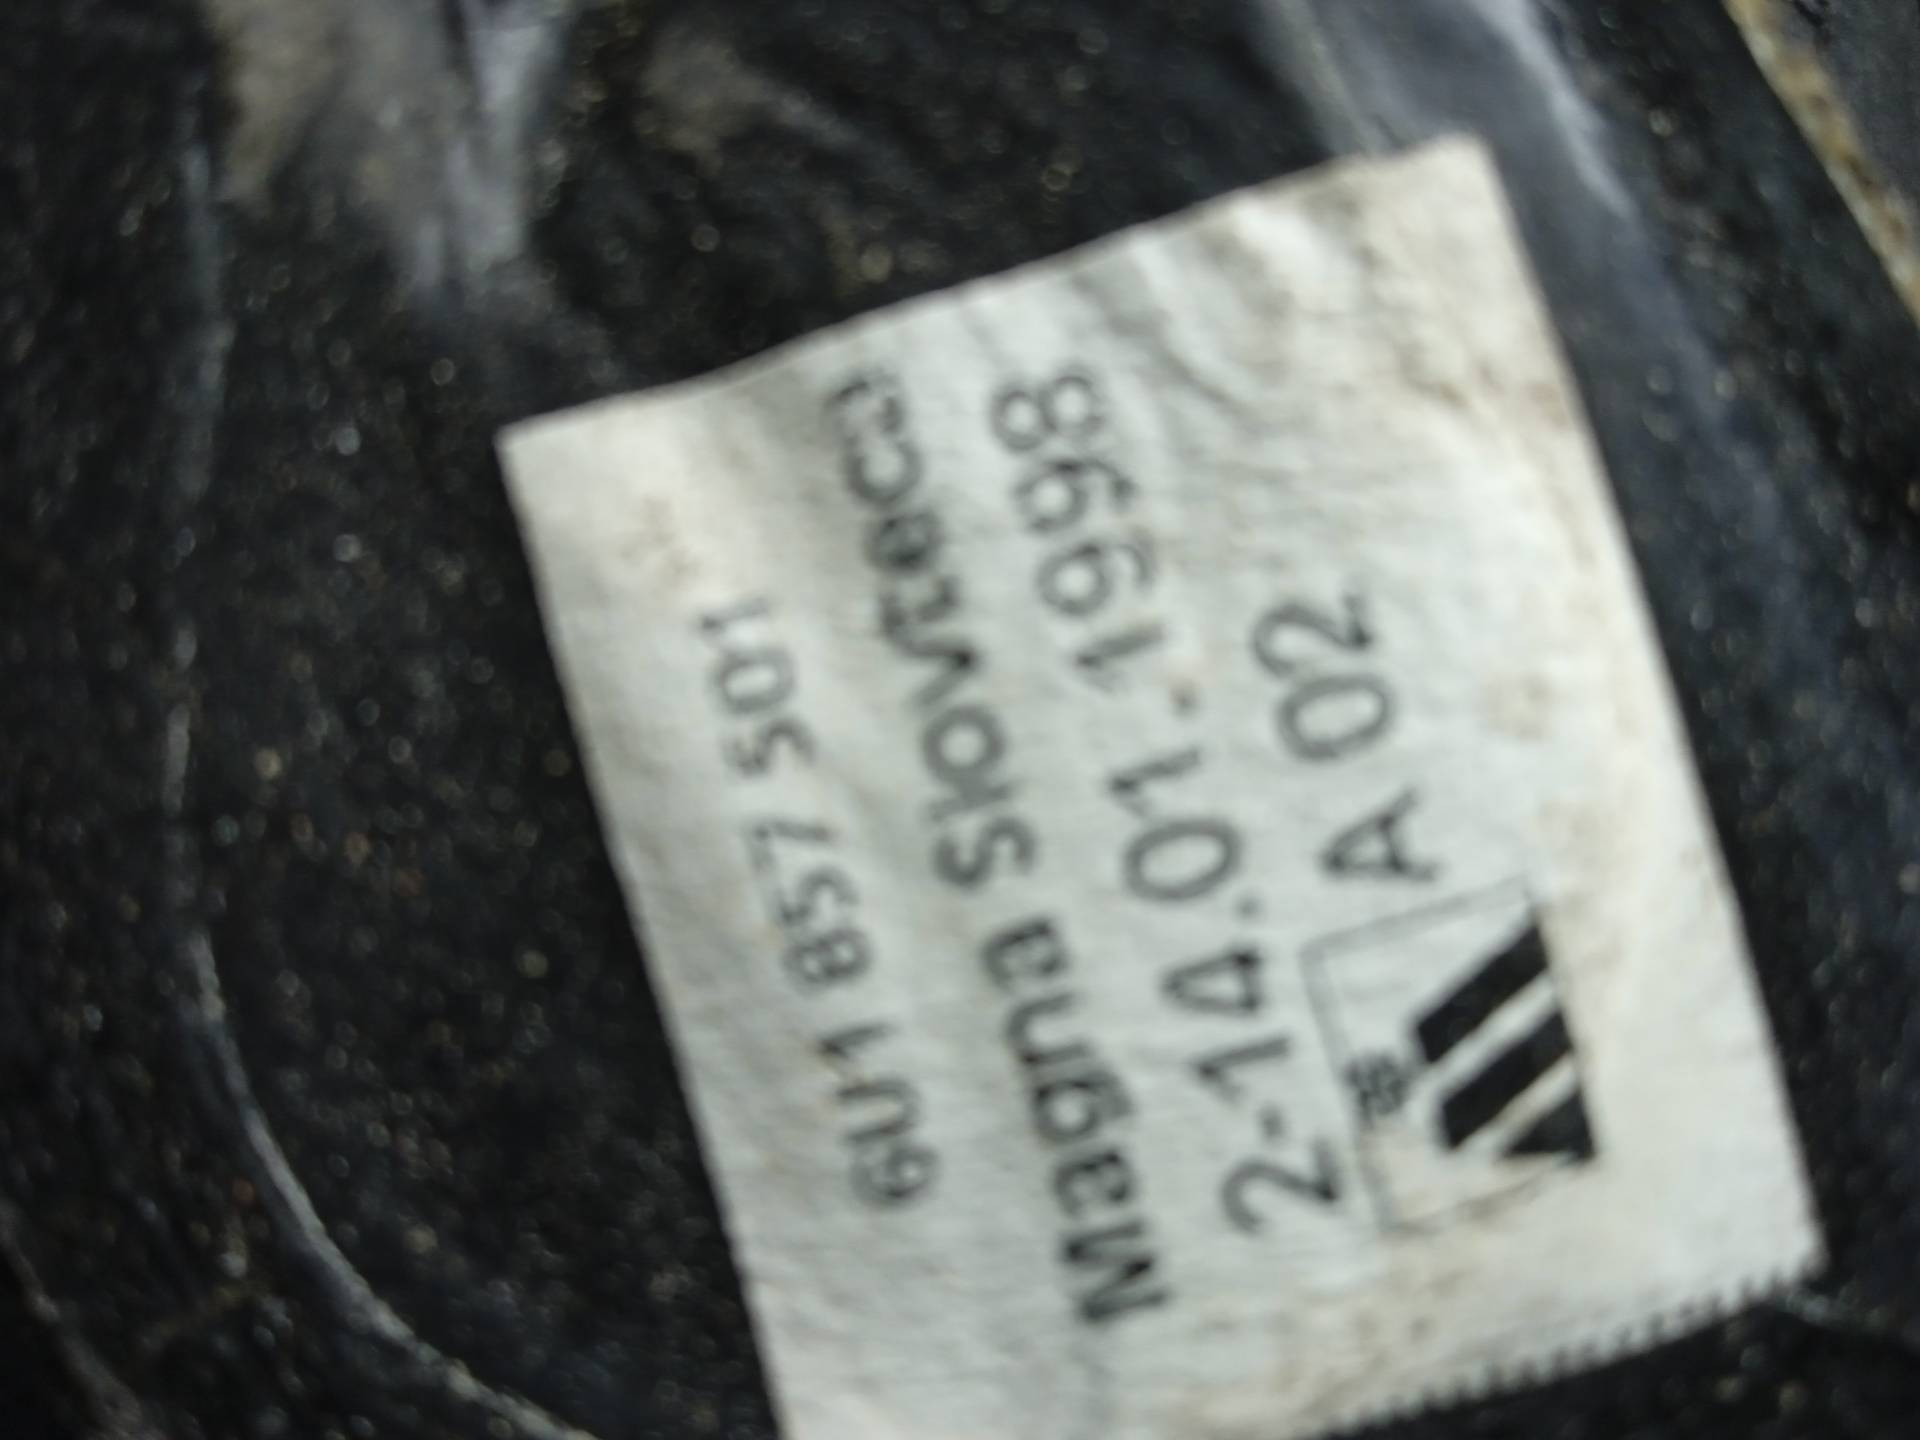 6U1 857 501
Magna Slovteca
2-14.01.1998
A 02